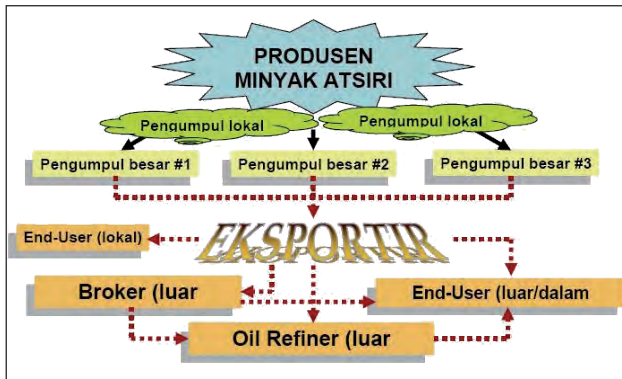 PRODUSEN
MINYAK ATSIRI
Pengumpul lokal
Pengumpul lokal
Pengumpul besar #1
Pengumpul besar #2
Pengumpul besar #3
EKSPORTIR
End-User (lokal)
Broker (luar
End-User (luar/dalam
Oil Refiner (luar